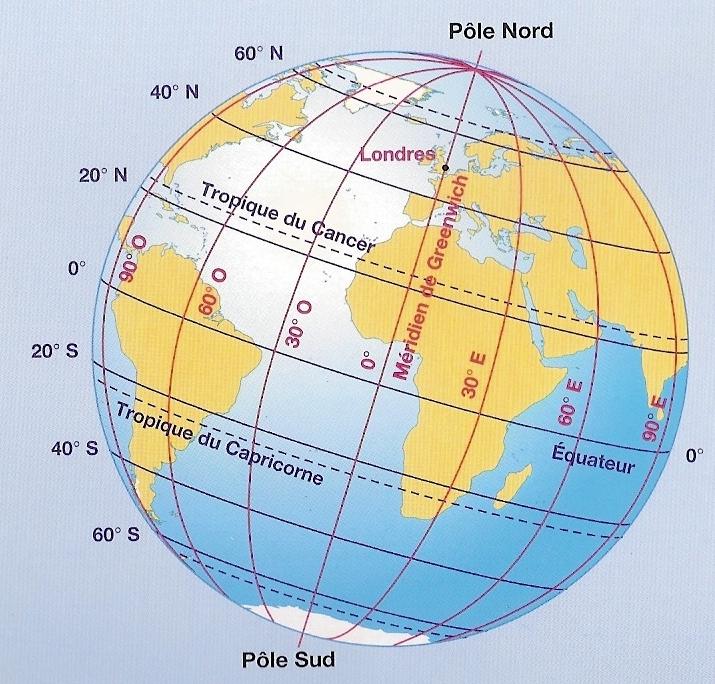 Pôle Nord
60° N
40° N
Londres
20° N
Tropique du Cancer
Méridien de Greenwich
0°
90° O
60° O
30° O
0°
30° E
60° E
90° E
20° S
Tropique du Capricorne
Équateur
0°
40° S
60° S
Pôle Sud